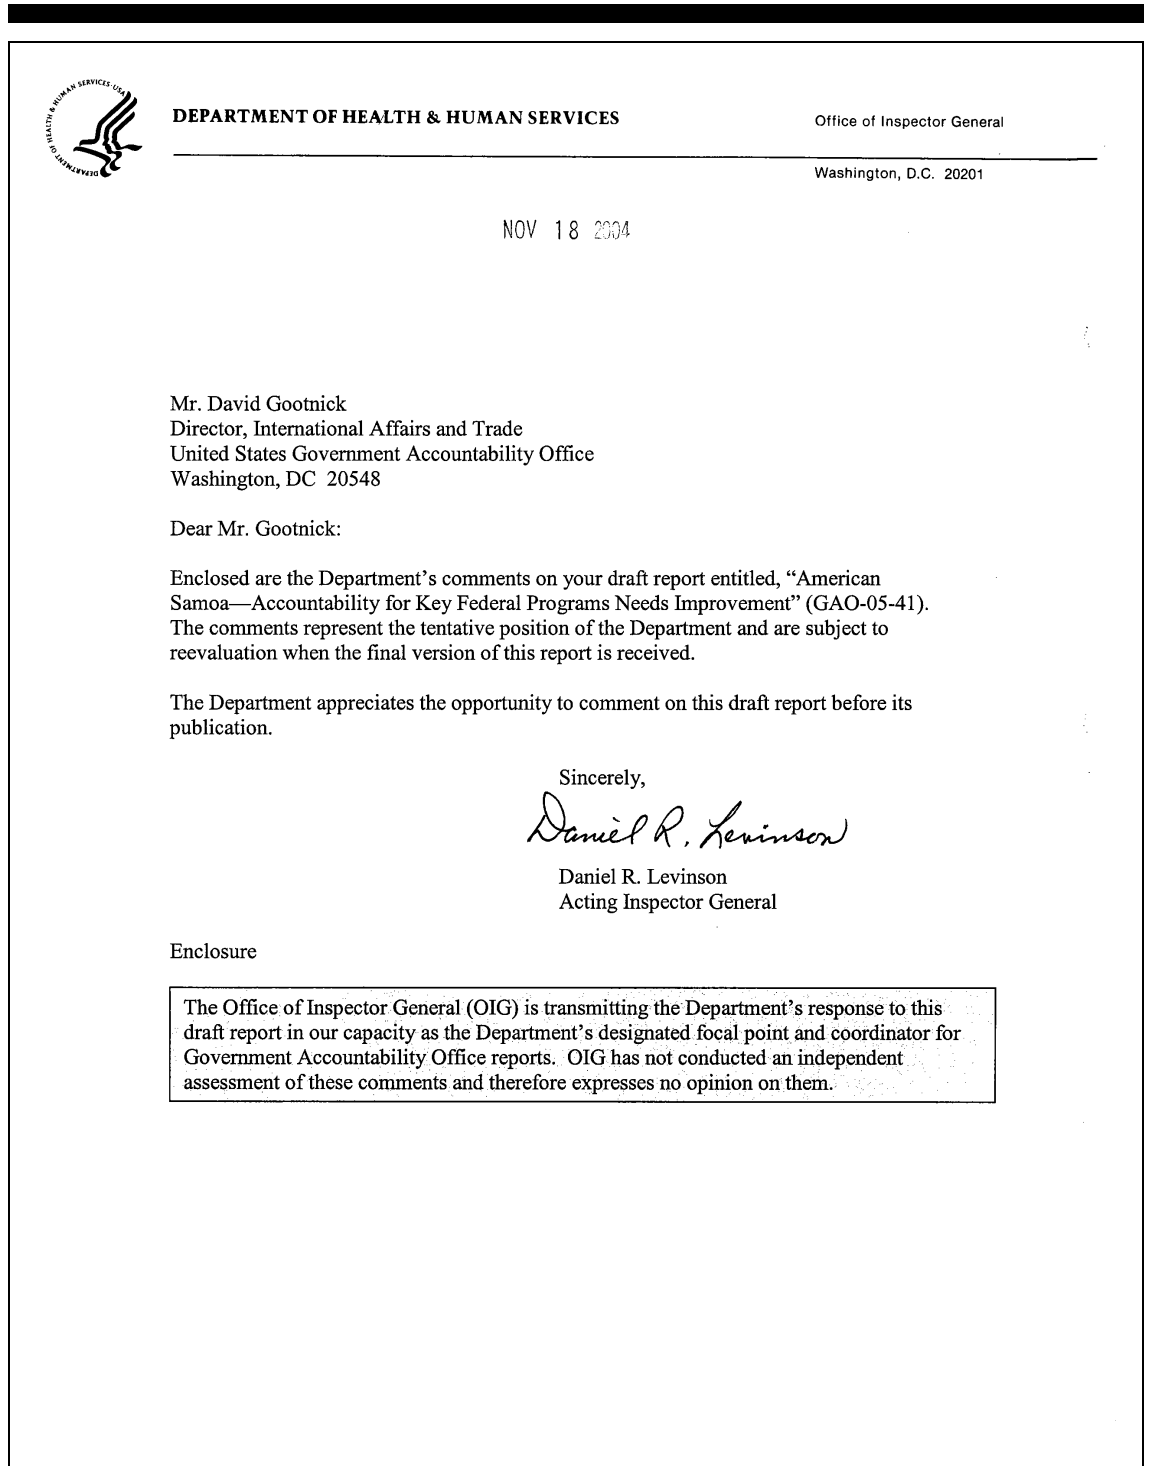 DEPARTMENT OF HEALTH & HUMAN SERVICES·USA
DEPARTMENT OF HEALTH & HUMAN SERVICES
Office of Inspector General
Washington, D.C. 20201
NOV 18 2004
Mr. David Gootnick
Director, International Affairs and Trade
United States Government Accountability Office
Washington, DC 20548
Dear Mr. Gootnick:
Enclosed are the Department's comments on your draft report entitled, “American
Samoa—Accountability for Key Federal Programs Needs Improvement” (GAO-05-41).
The comments represent the tentative position of the Department and are subject to
reevaluation when the final version of this report is received.
The Department appreciates the opportunity to comment on this draft report before its
publication.
Sincerely,
Daniel R. Levinson
Daniel R. Levinson
Acting Inspector General
Enclosure
The Office of Inspector General (OIG) is transmitting the Department's response to this
draft report in our capacity as the Department's designated focal point and coordinator for
Government Accountability Office reports. OIG has not conducted an independent
assessment of these comments and therefore expresses no opinion on them.